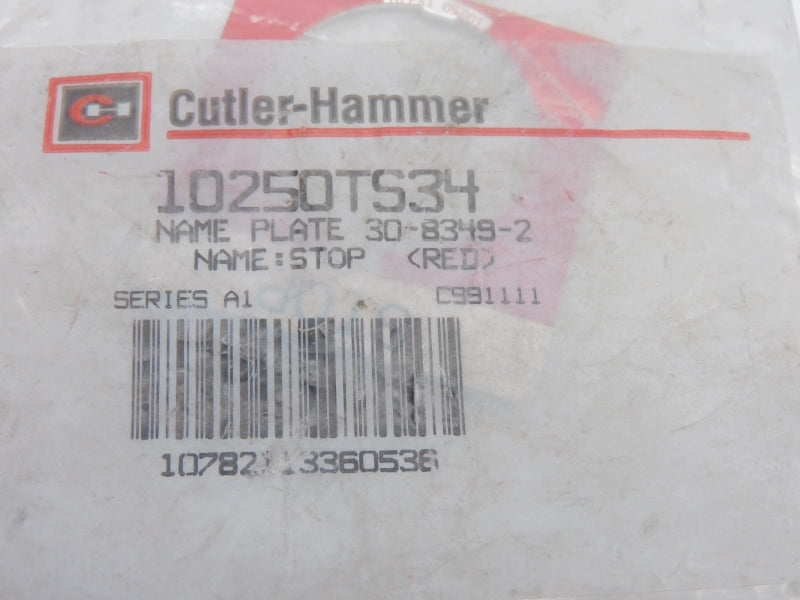 Cutler-Hammer
10250TS34
NAME PLATE 30-8349-2
NAME:STOP (RED)
SERIES A1 C991111